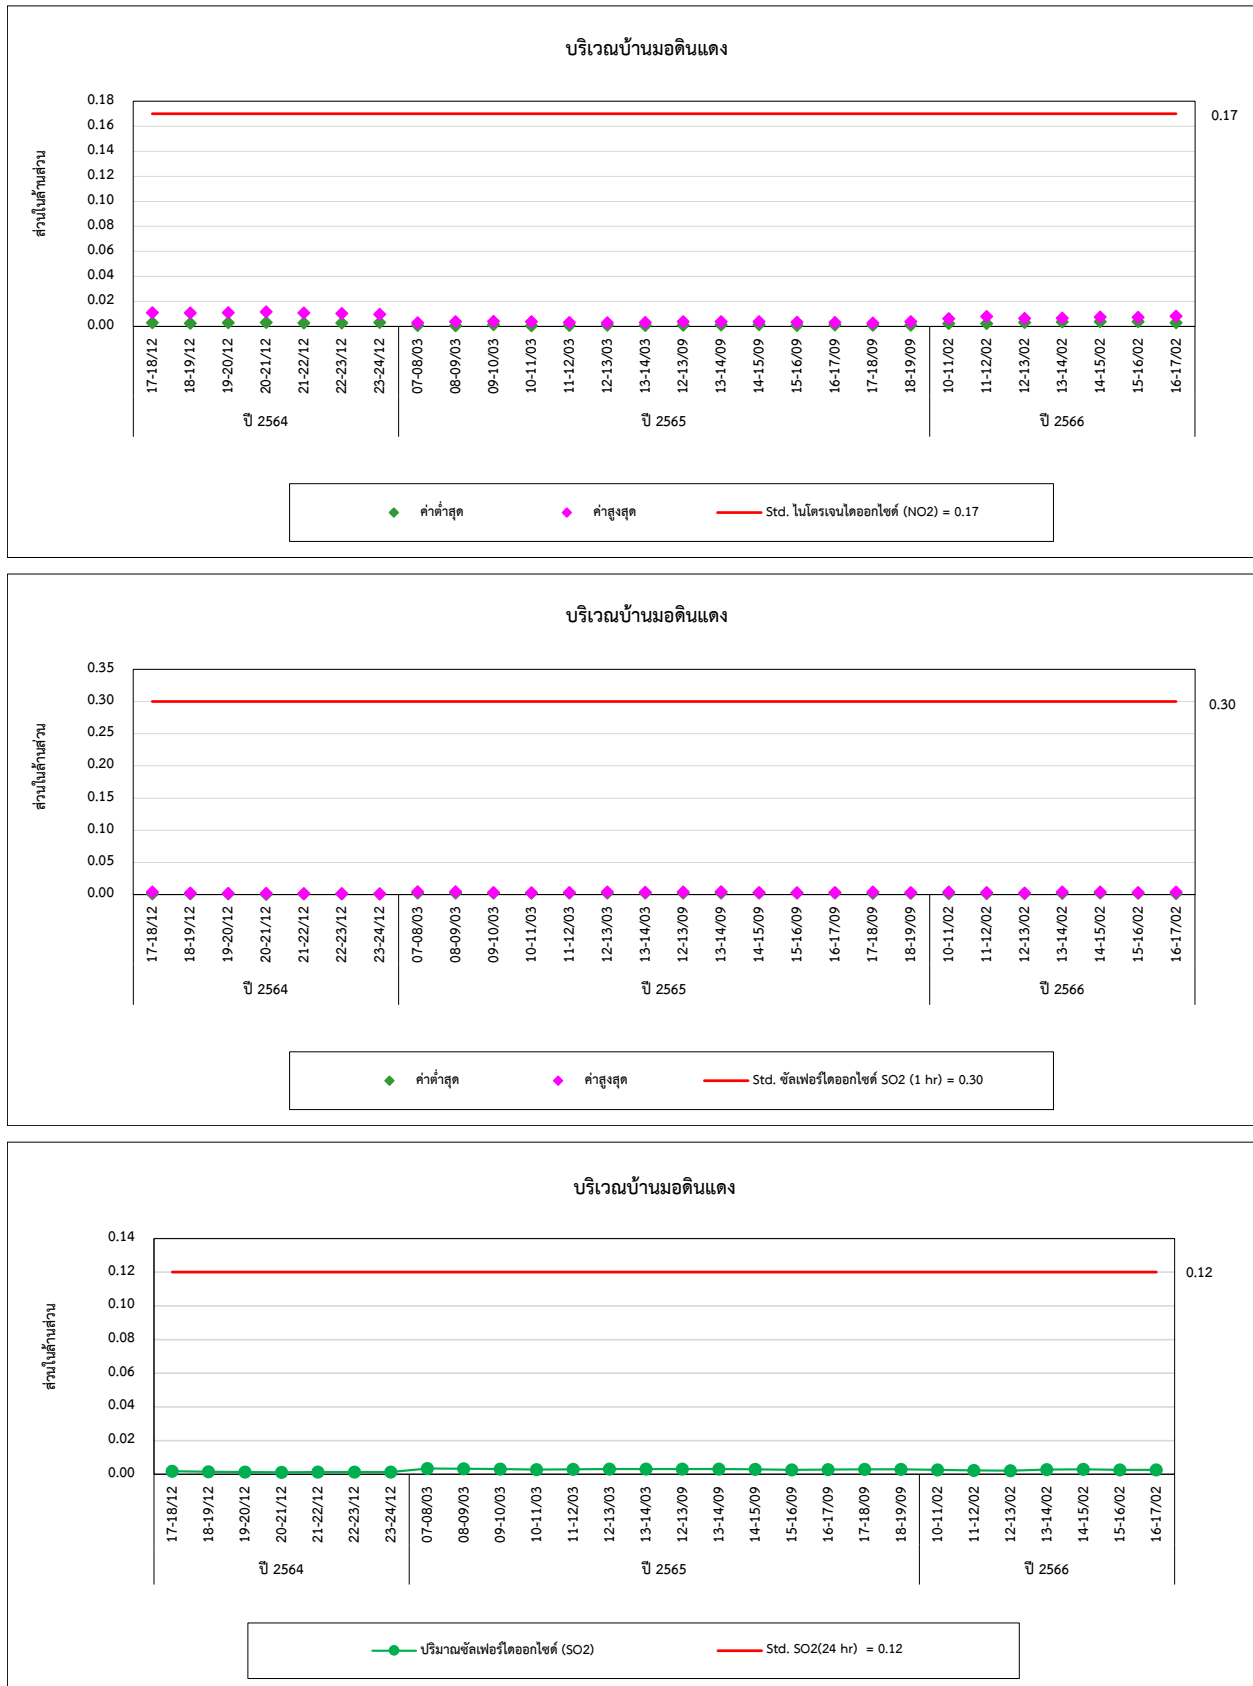 บริเวณบ้านมอดินแดง
ส่วนในล้านส่วน
0.18
0.16
0.14
0.12
0.10
0.08
0.06
0.04
0.02
0.00
0.17
17-18/12 18-19/12 19-20/12 20-21/12 21-22/12 22-23/12 23-24/12 07-08/03 08-09/03 09-10/03 10-11/03 11-12/03 12-13/03 13-14/03 12-13/09 13-14/09 14-15/09 15-16/09 16-17/09 17-18/09 18-19/09 10-11/02 11-12/02 12-13/02 13-14/02 14-15/02 15-16/02 16-17/02
ปี 2564 ปี 2565 ปี 2566
ค่าต่ำสุด ค่าสูงสุด Std. ไนโตรเจนไดออกไซด์ (NO2) = 0.17
บริเวณบ้านมอดินแดง
ส่วนในล้านส่วน
0.35
0.30
0.25
0.20
0.15
0.10
0.05
0.00
0.30
17-18/12 18-19/12 19-20/12 20-21/12 21-22/12 22-23/12 23-24/12 07-08/03 08-09/03 09-10/03 10-11/03 11-12/03 12-13/03 13-14/03 12-13/09 13-14/09 14-15/09 15-16/09 16-17/09 17-18/09 18-19/09 10-11/02 11-12/02 12-13/02 13-14/02 14-15/02 15-16/02 16-17/02
ปี 2564 ปี 2565 ปี 2566
ค่าต่ำสุด ค่าสูงสุด Std. ซัลเฟอร์ไดออกไซด์ SO2 (1 hr) = 0.30
บริเวณบ้านมอดินแดง
ส่วนในล้านส่วน
0.14
0.12
0.10
0.08
0.06
0.04
0.02
0.00
0.12
17-18/12 18-19/12 19-20/12 20-21/12 21-22/12 22-23/12 23-24/12 07-08/03 08-09/03 09-10/03 10-11/03 11-12/03 12-13/03 13-14/03 12-13/09 13-14/09 14-15/09 15-16/09 16-17/09 17-18/09 18-19/09 10-11/02 11-12/02 12-13/02 13-14/02 14-15/02 15-16/02 16-17/02
ปี 2564 ปี 2565 ปี 2566
ปริมาณซัลเฟอร์ไดออกไซด์ (SO2) Std. SO2(24 hr) = 0.12